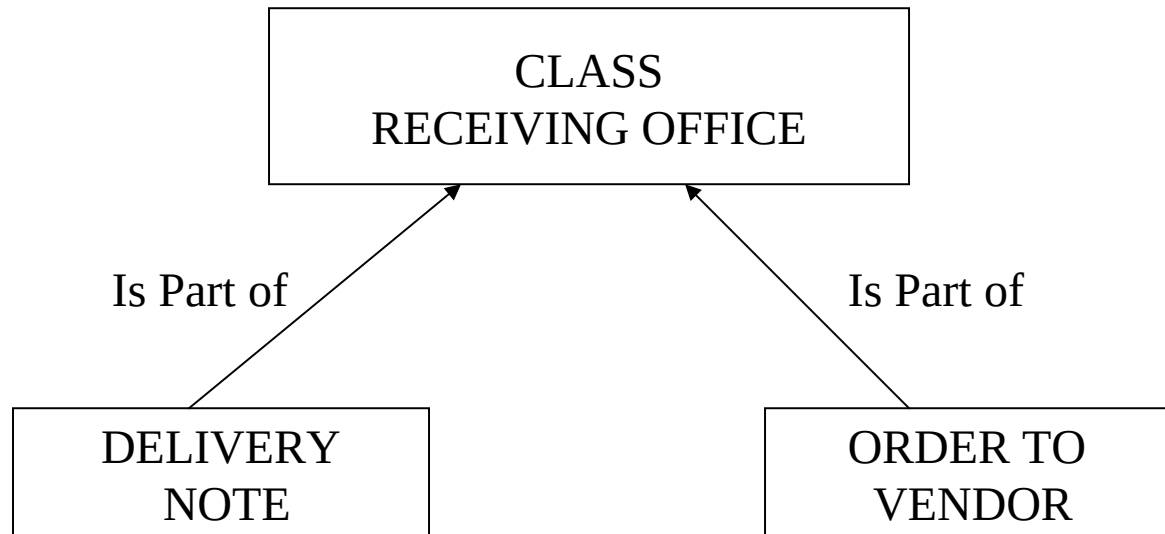 CLASS
RECEIVING OFFICE
Is Part of
Is Part of
DELIVERY
NOTE
ORDER TO
VENDOR